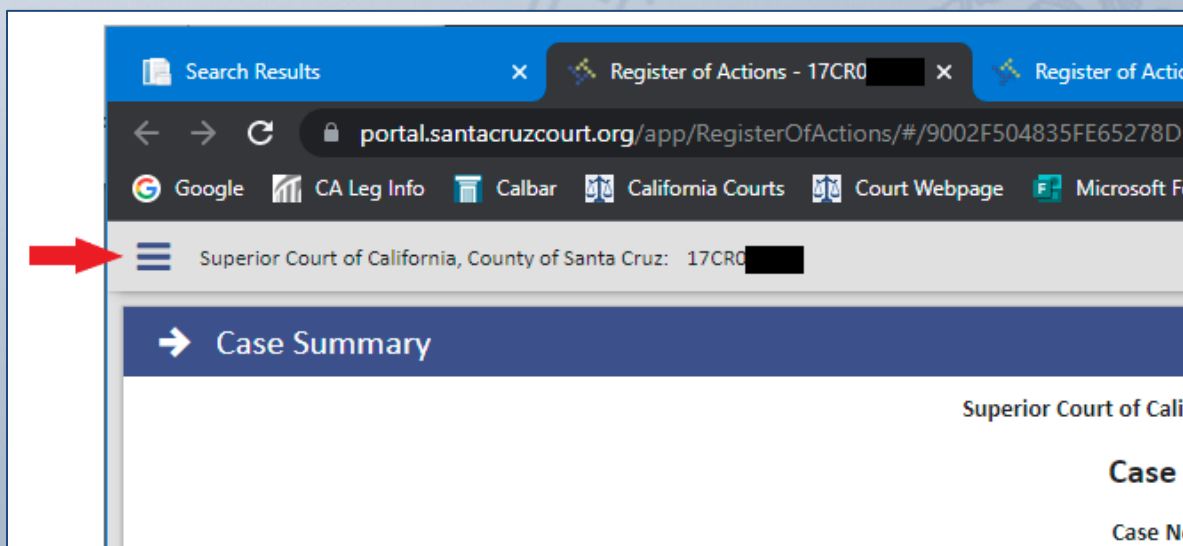 Search Results
Register of Actions - 17CR0
Register of
portal.santacruzcourt.org/app/RegisterOfActions/#/9002F504835FE65278D
Google CA Leg Info Calbar California Courts Court Webpage Microsoft
Superior Court of California, County of Santa Cruz: 17CR0
Case Summary
Superior Court of
Case
Case